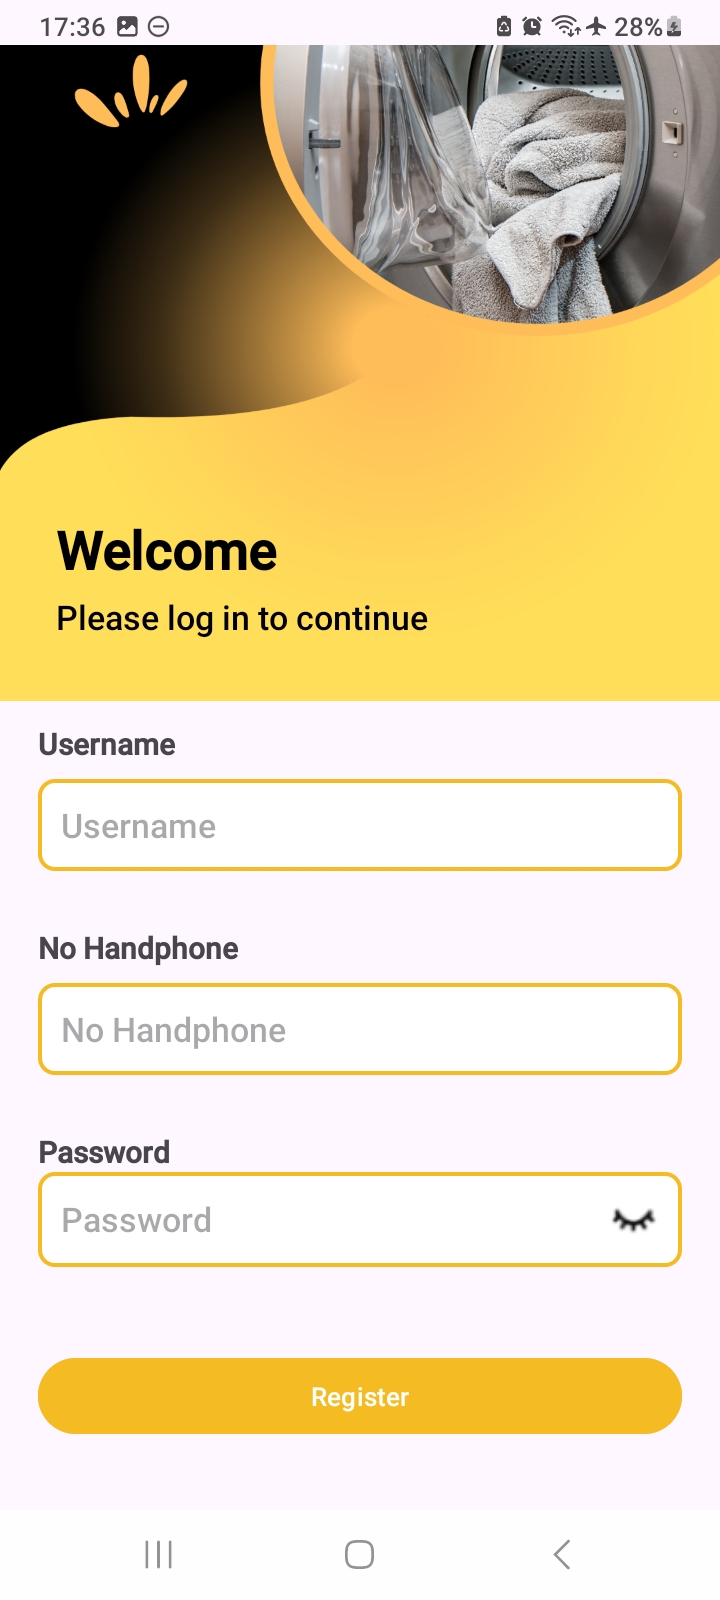 17:36
28%
Welcome
Please log in to continue
Username
Username
No Handphone
No Handphone
Password
Password
Register